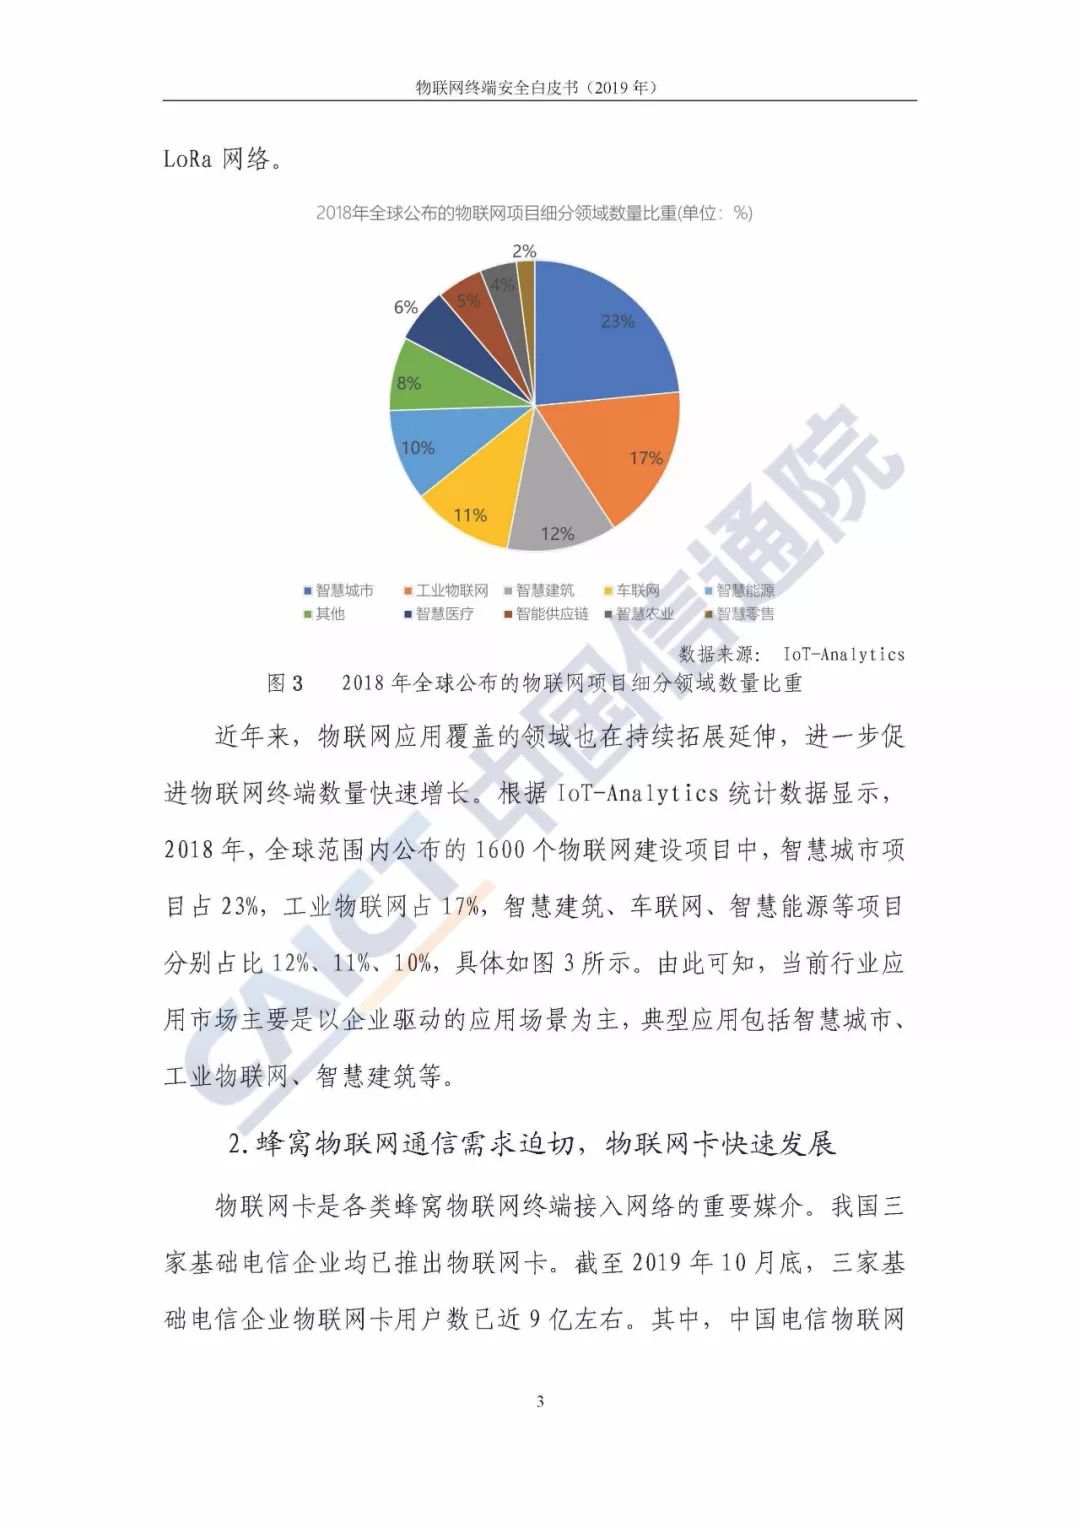 物联网终端安全白皮书（2019 年）
LoRa 网络。
2018年全球公布的物联网项目细分领域数量比重(单位：%)
2%
4%
5%
6%
23%
8%
10%
17%
11%
12%
智慧城市 工业物联网 智慧建筑 车联网 智慧能源
其他 智慧医疗 智能供应链 智慧农业 智慧零售
数据来源： IoT-Analytics
图 3 2018 年全球公布的物联网项目细分领域数量比重
近年来，物联网应用覆盖的领域也在持续拓展延伸，进一步促
进物联网终端数量快速增长。根据 IoT-Analytics 统计数据显示，
2018 年，全球范围内公布的 1600 个物联网建设项目中，智慧城市项
目占 23%，工业物联网占 17%，智慧建筑、车联网、智慧能源等项目
分别占比 12%、11%、10%，具体如图 3 所示。由此可知，当前行业应
用市场主要是以企业驱动的应用场景为主，典型应用包括智慧城市、
工业物联网、智慧建筑等。
2.蜂窝物联网通信需求迫切，物联网卡快速发展
物联网卡是各类蜂窝物联网终端接入网络的重要媒介。我国三
家基础电信企业均已推出物联网卡。截至 2019 年 10 月底，三家基
础电信企业物联网卡用户数已近 9 亿左右。其中，中国电信物联网
3
CAICT 中国信通院